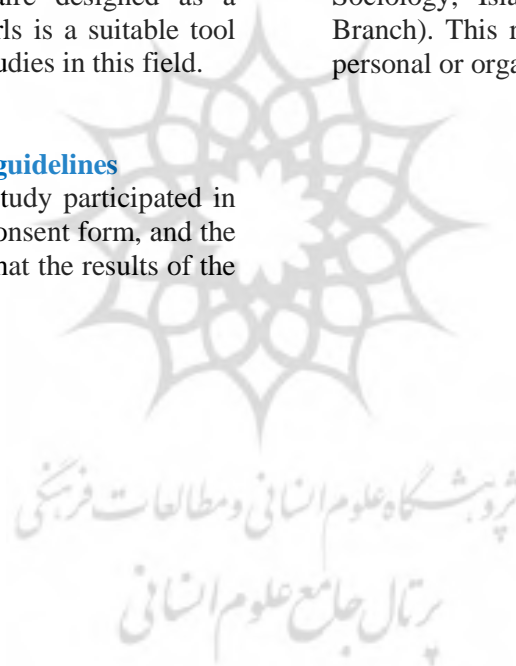 aire designed as a
rls is a suitable tool
udies in this field.
guidelines
study participated in
onsent form, and the
hat the results of the
Sociology, Isla
Branch). This r
personal or orga
پژوهشگاه علوم انسانی و مطالعات فرهنگی
پرتال جامع علوم انسانی